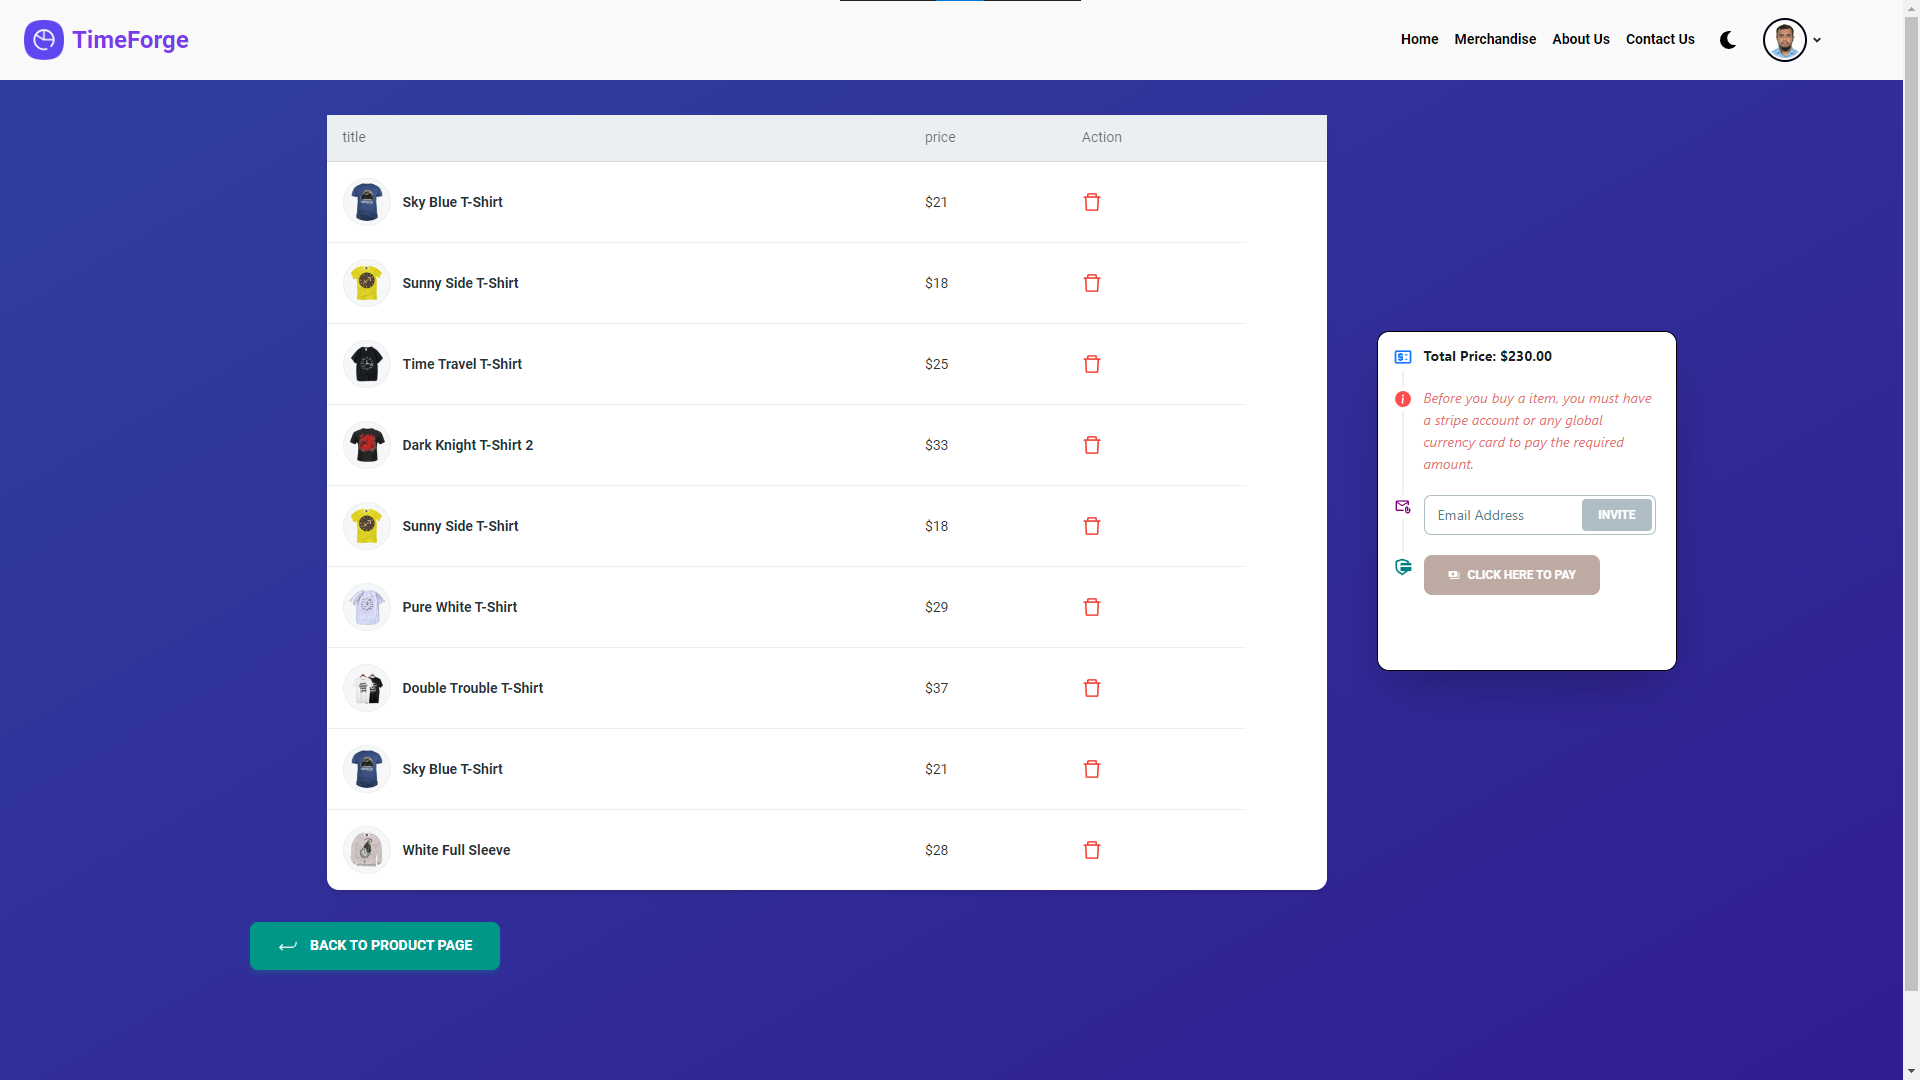 TimeForge
Home Merchandise About Us Contact Us
title price Action
Sky Blue T-Shirt $21
Sunny Side T-Shirt $18
Time Travel T-Shirt $25
Dark Knight T-Shirt 2 $33
Sunny Side T-Shirt $18
Pure White T-Shirt $29
Double Trouble T-Shirt $37
Sky Blue T-Shirt $21
White Full Sleeve $28
Total Price: $230.00
Before you buy a item, you must have
a stripe account or any global
currency card to pay the required
amount.
Email Address INVITE
CLICK HERE TO PAY
BACK TO PRODUCT PAGE